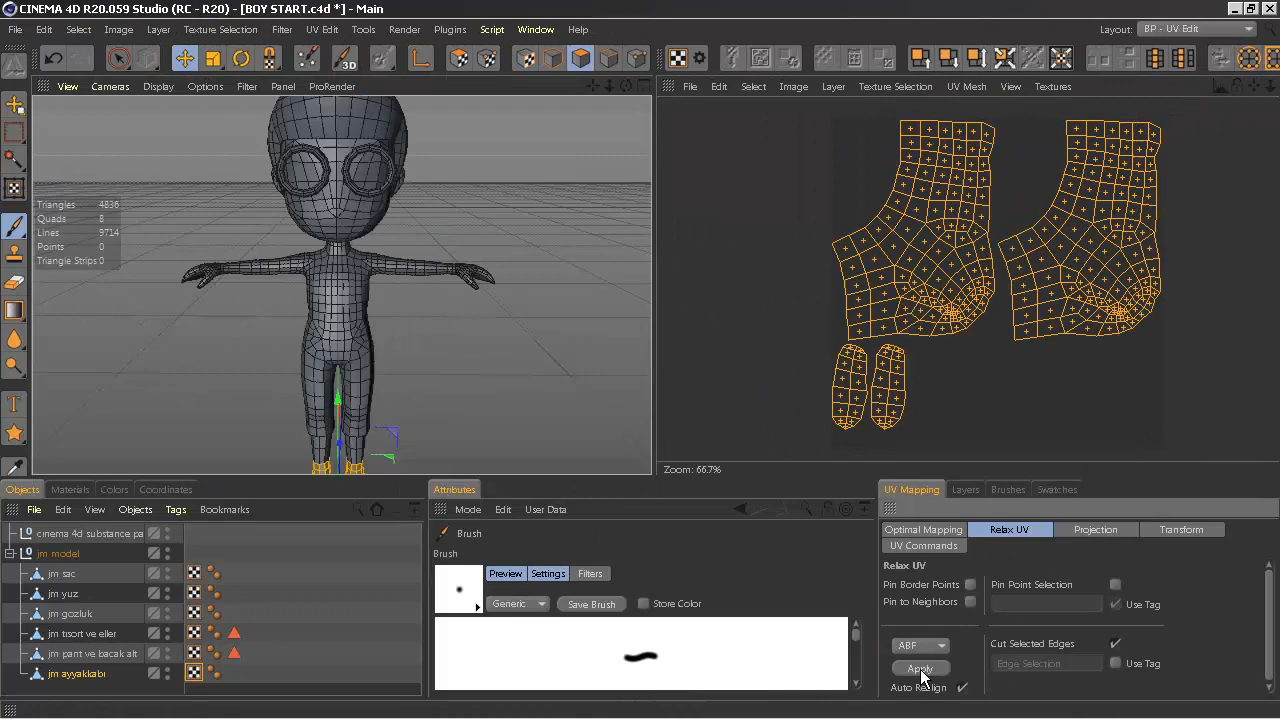 CINEMA 4D R20.059 Studio (RC - R20) - [BOY START.c4d *] - Main
File Edit Select Image Layer Texture Selection Filter UV Edit Tools Render Plugins Script Window Help Layout: BP - UV Edit
3D
View Cameras Display Options Filter Panel ProRender
File Edit Select Image Layer Texture Selection UV Mesh View Textures
Triangles 4836
Quads 8
Lines 9714
Points 0
Triangle Strips 0
Zoom: 66.7%
Objects Materials Colors Coordinates
File Edit View Objects Tags Bookmarks
cinema 4d substance pa
jm model
jm sac
jm yuz
jm gozluk
jm tısort ve eller
jm pant ve bacak alt
jm ayyakkabı
Attributes
Mode Edit User Data
Brush
Brush
Preview Settings Filters
Generic Save Brush Store Color
UV Mapping Layers Brushes Swatches
Optimal Mapping Relax UV Projection Transform
UV Commands
Relax UV
Pin Border Points Pin Point Selection
Pin to Neighbors Use Tag
ABF Cut Selected Edges
Apply Edge Selection Use Tag
Auto Realign